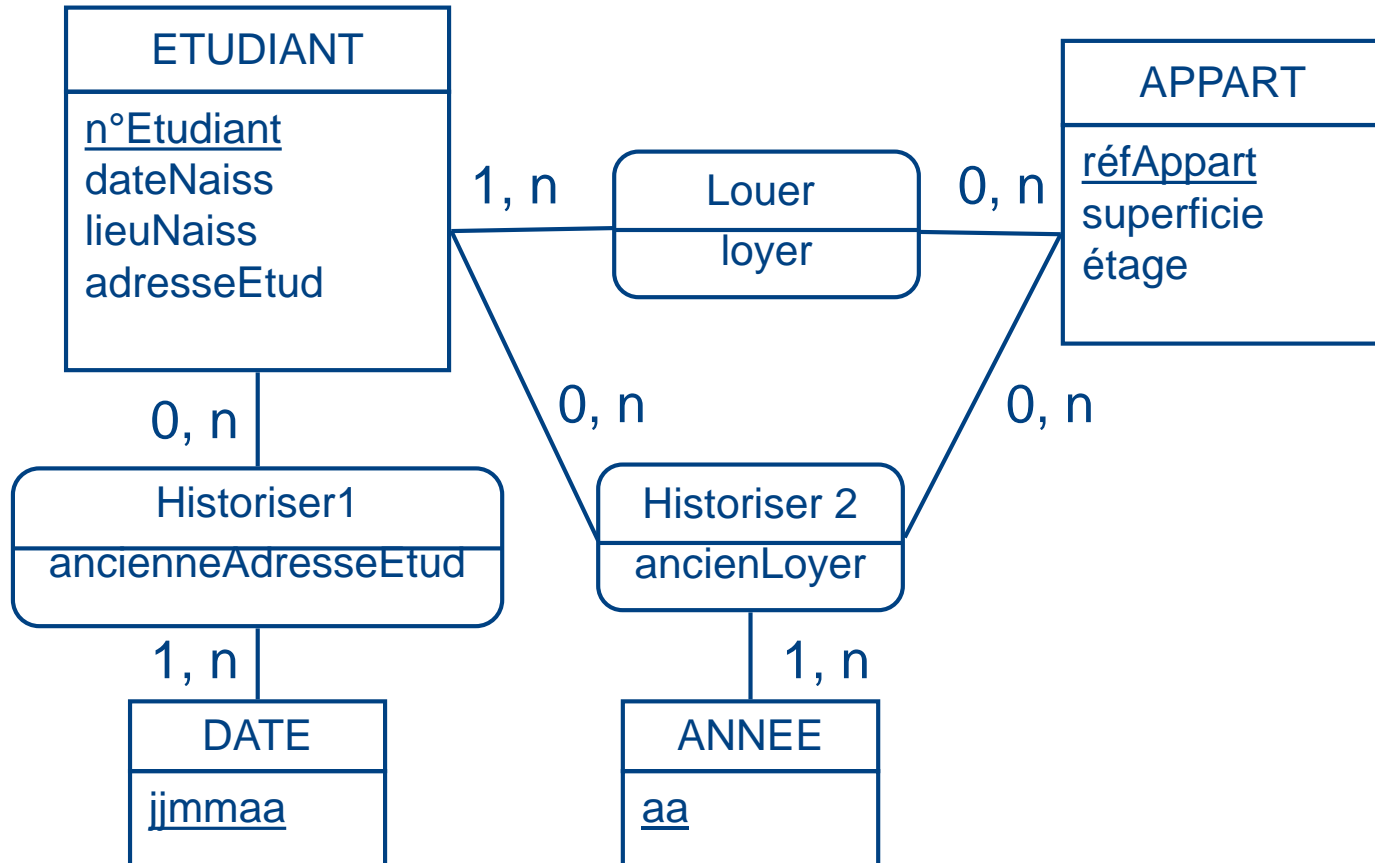 ETUDIANT
n°Etudiant
dateNaiss
lieuNaiss
adresseEtud
1, n
Louer
loyer
0, n
APPART
réfAppart
superficie
étage
0, n
0, n
0, n
Historiser1
ancienneAdresseEtud
Historiser 2
ancienLoyer
1, n
1, n
DATE
jjmmaa
ANNEE
aa